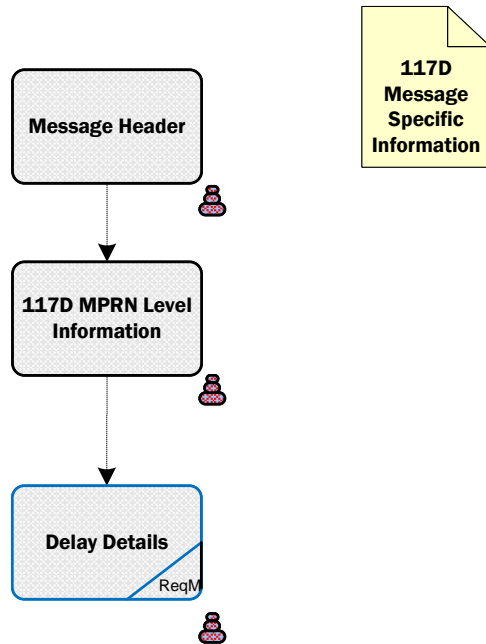 117D
Message
Specific
Information
Message Header
117D MPRN Level
Information
Delay Details
ReqM